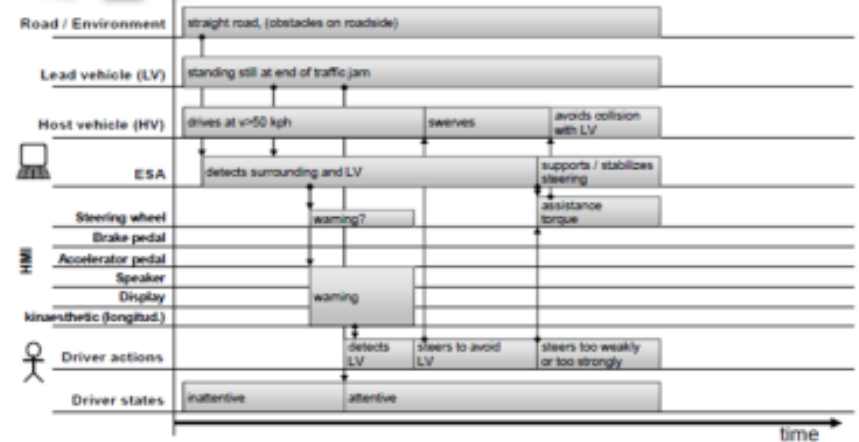 Road / Environment
straight road, (obstacles on roadside)
Lead vehicle (LV)
standing still at end of traffic jam
Host vehicle (HV)
drives at v>50 kph
swerves
avoids collision
with LV
ESA
detects surrounding and LV
supports / stabilizes
steering
Steering wheel
warning?
assistance
torque
Brake pedal
HMI
Accelerator pedal
Speaker
Display
warning
kinaesthetic (longitud.)
Driver actions
detects
LV
steers to avoid
LV
steers too weakly
or too strongly
Driver states
inattentive
attentive
time